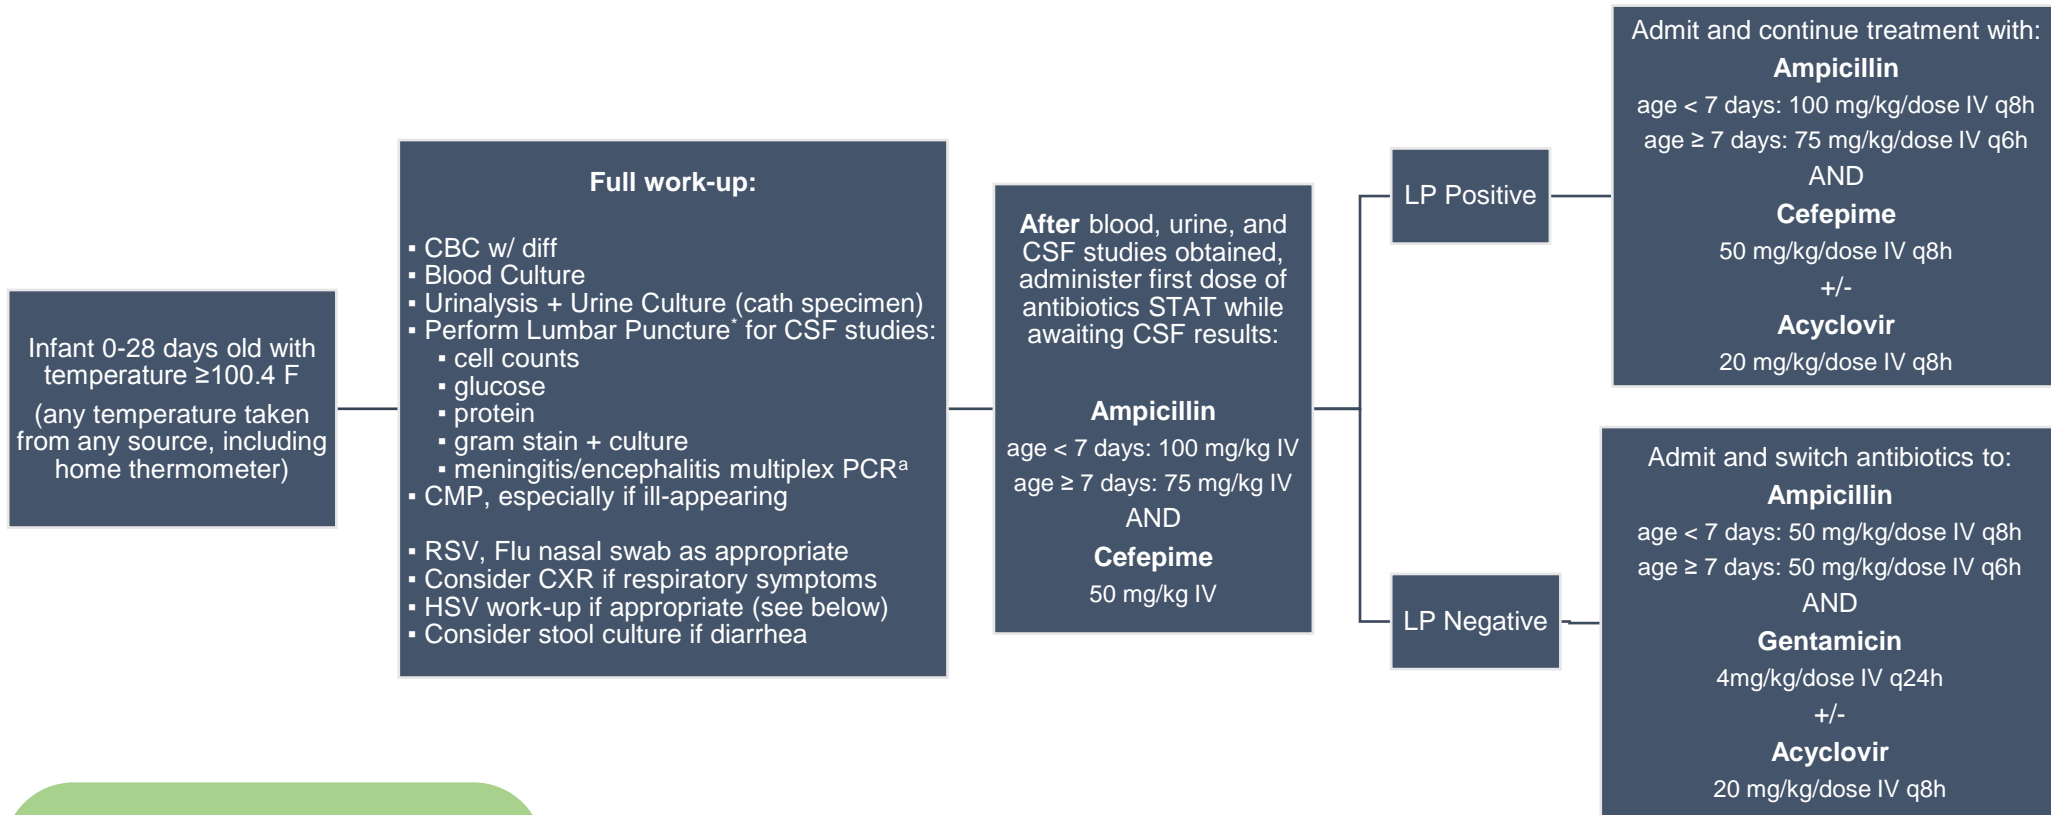 Infant 0-28 days old with
temperature ≥100.4 F
(any temperature taken
from any source, including
home thermometer)
Full work-up:
▪ CBC w/ diff
▪ Blood Culture
▪ Urinalysis + Urine Culture (cath specimen)
▪ Perform Lumbar Puncture* for CSF studies:
▪ cell counts
▪ glucose
▪ protein
▪ gram stain + culture
▪ meningitis/encephalitis multiplex PCRᵃ
▪ CMP, especially if ill-appearing
▪ RSV, Flu nasal swab as appropriate
▪ Consider CXR if respiratory symptoms
▪ HSV work-up if appropriate (see below)
▪ Consider stool culture if diarrhea
After blood, urine, and
CSF studies obtained,
administer first dose of
antibiotics STAT while
awaiting CSF results:
Ampicillin
age < 7 days: 100 mg/kg IV
age ≥ 7 days: 75 mg/kg IV
AND
Cefepime
50 mg/kg IV
LP Positive
Admit and continue treatment with:
Ampicillin
age < 7 days: 100 mg/kg/dose IV q8h
age ≥ 7 days: 75 mg/kg/dose IV q6h
AND
Cefepime
50 mg/kg/dose IV q8h
+/-
Acyclovir
20 mg/kg/dose IV q8h
LP Negative
Admit and switch antibiotics to:
Ampicillin
age < 7 days: 50 mg/kg/dose IV q8h
age ≥ 7 days: 50 mg/kg/dose IV q6h
AND
Gentamicin
4mg/kg/dose IV q24h
+/-
Acyclovir
20 mg/kg/dose IV q8h